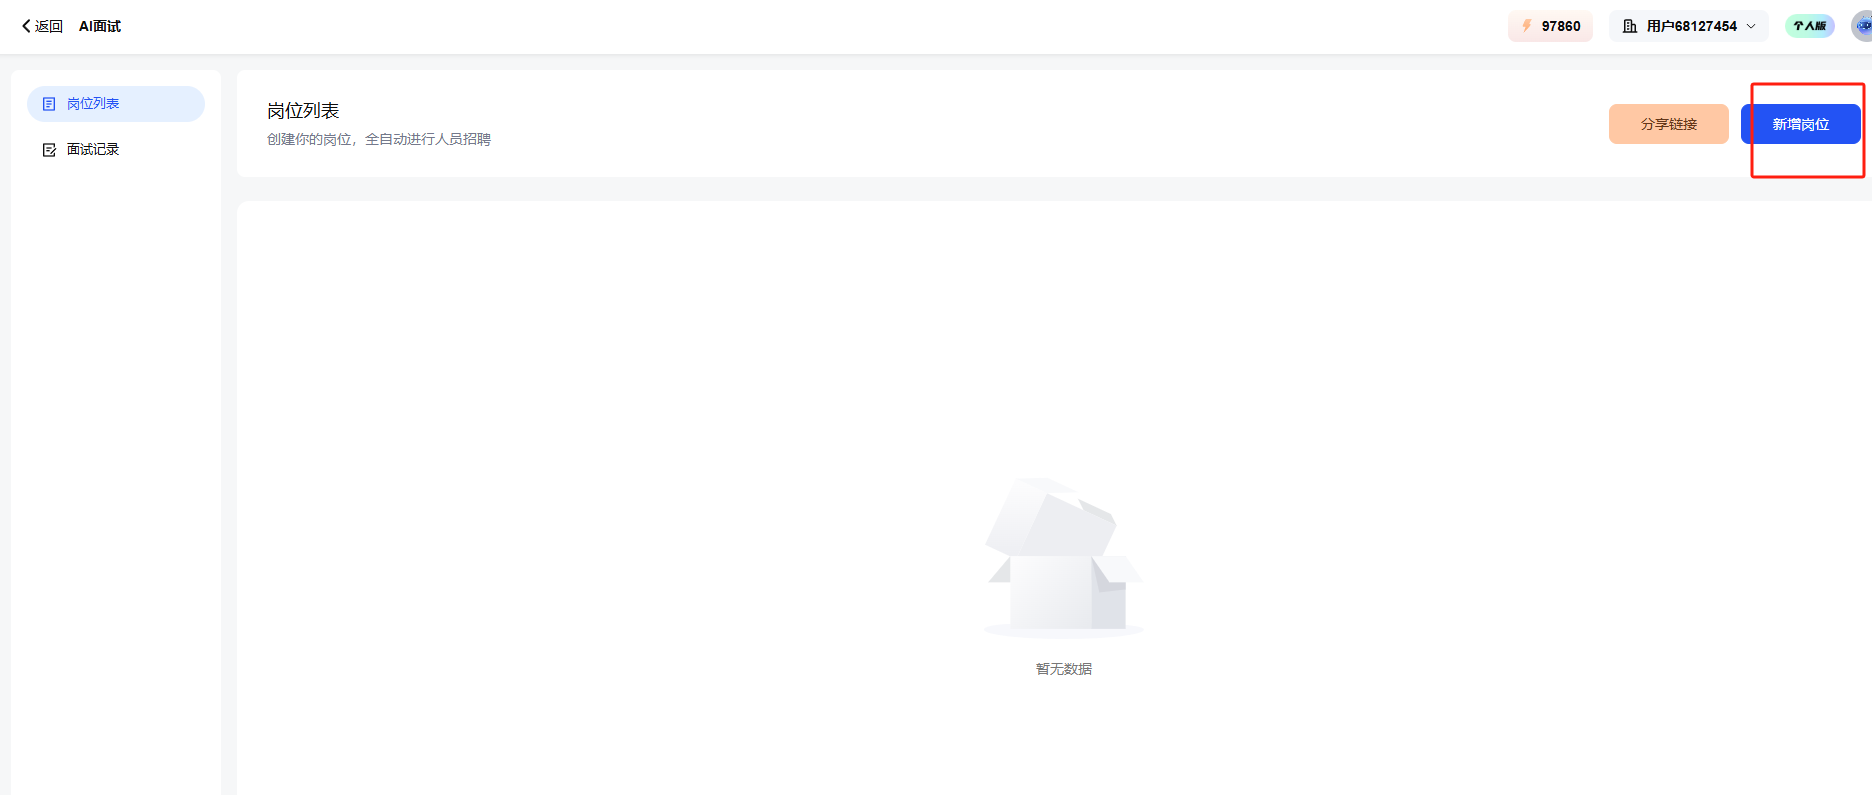 返回 AI面试
97860 用户68127454 个人版
岗位列表
面试记录
岗位列表
创建你的岗位，全自动进行人员招聘
分享链接 新增岗位
暂无数据